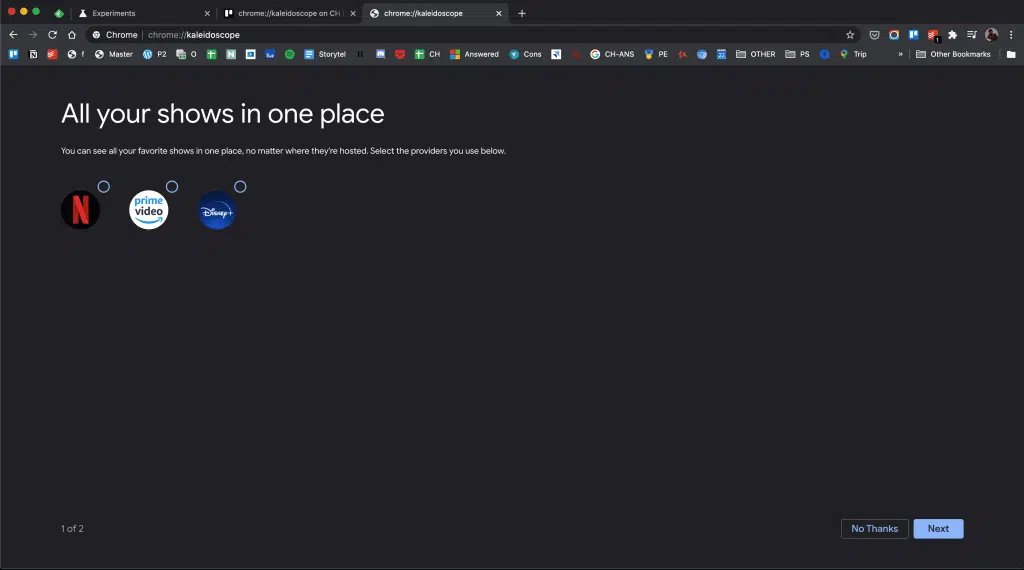 Experiments
chrome://kaleidoscope on CH
chrome://kaleidoscope
Chrome
chrome://kaleidoscope
1
f
Master
P2
O
Storytel
CH
Answered
Cons
CH-ANS
PE
OTHER
PS
Trip
»
Other Bookmarks
All your shows in one place
You can see all your favorite shows in one place, no matter where they're hosted. Select the providers you use below.
N
prime
video
Disney+
1 of 2
No Thanks
Next